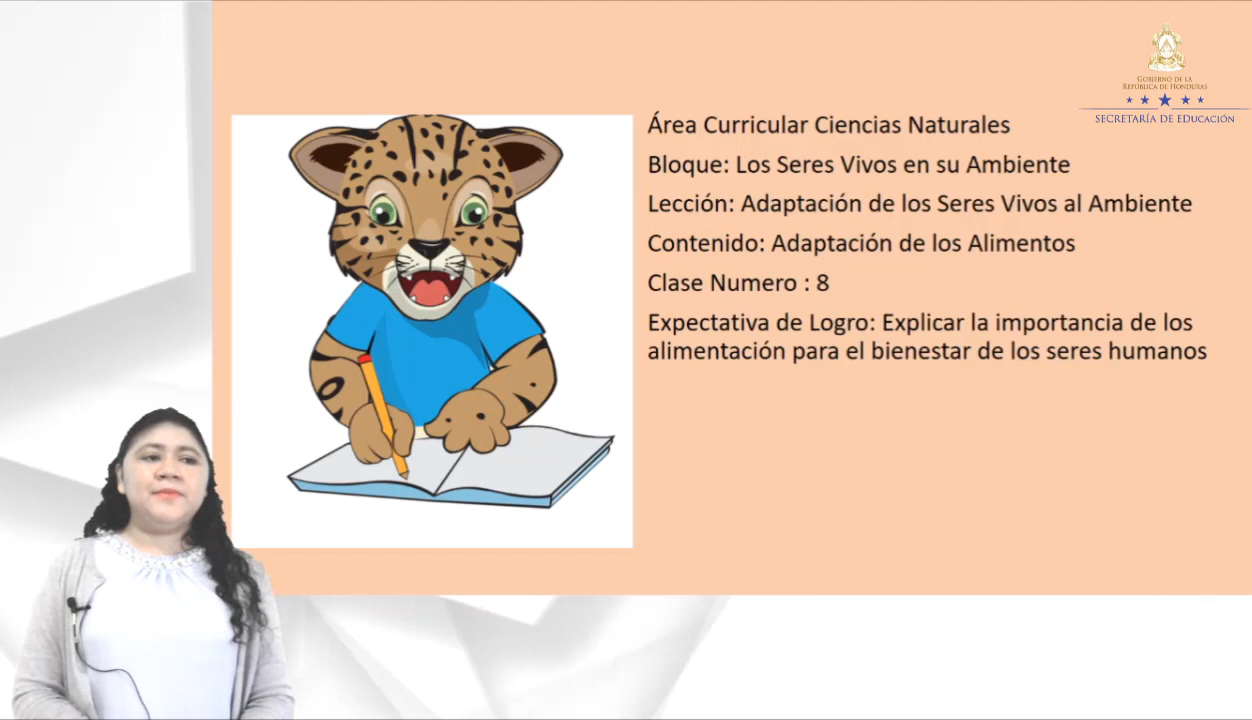 GOBIERNO DE LA
REPÚBLICA DE HONDURAS
SECRETARÍA DE EDUCACIÓN
Área Curricular Ciencias Naturales
Bloque: Los Seres Vivos en su Ambiente
Lección: Adaptación de los Seres Vivos al Ambiente
Contenido: Adaptación de los Alimentos
Clase Numero : 8
Expectativa de Logro: Explicar la importancia de los
alimentación para el bienestar de los seres humanos